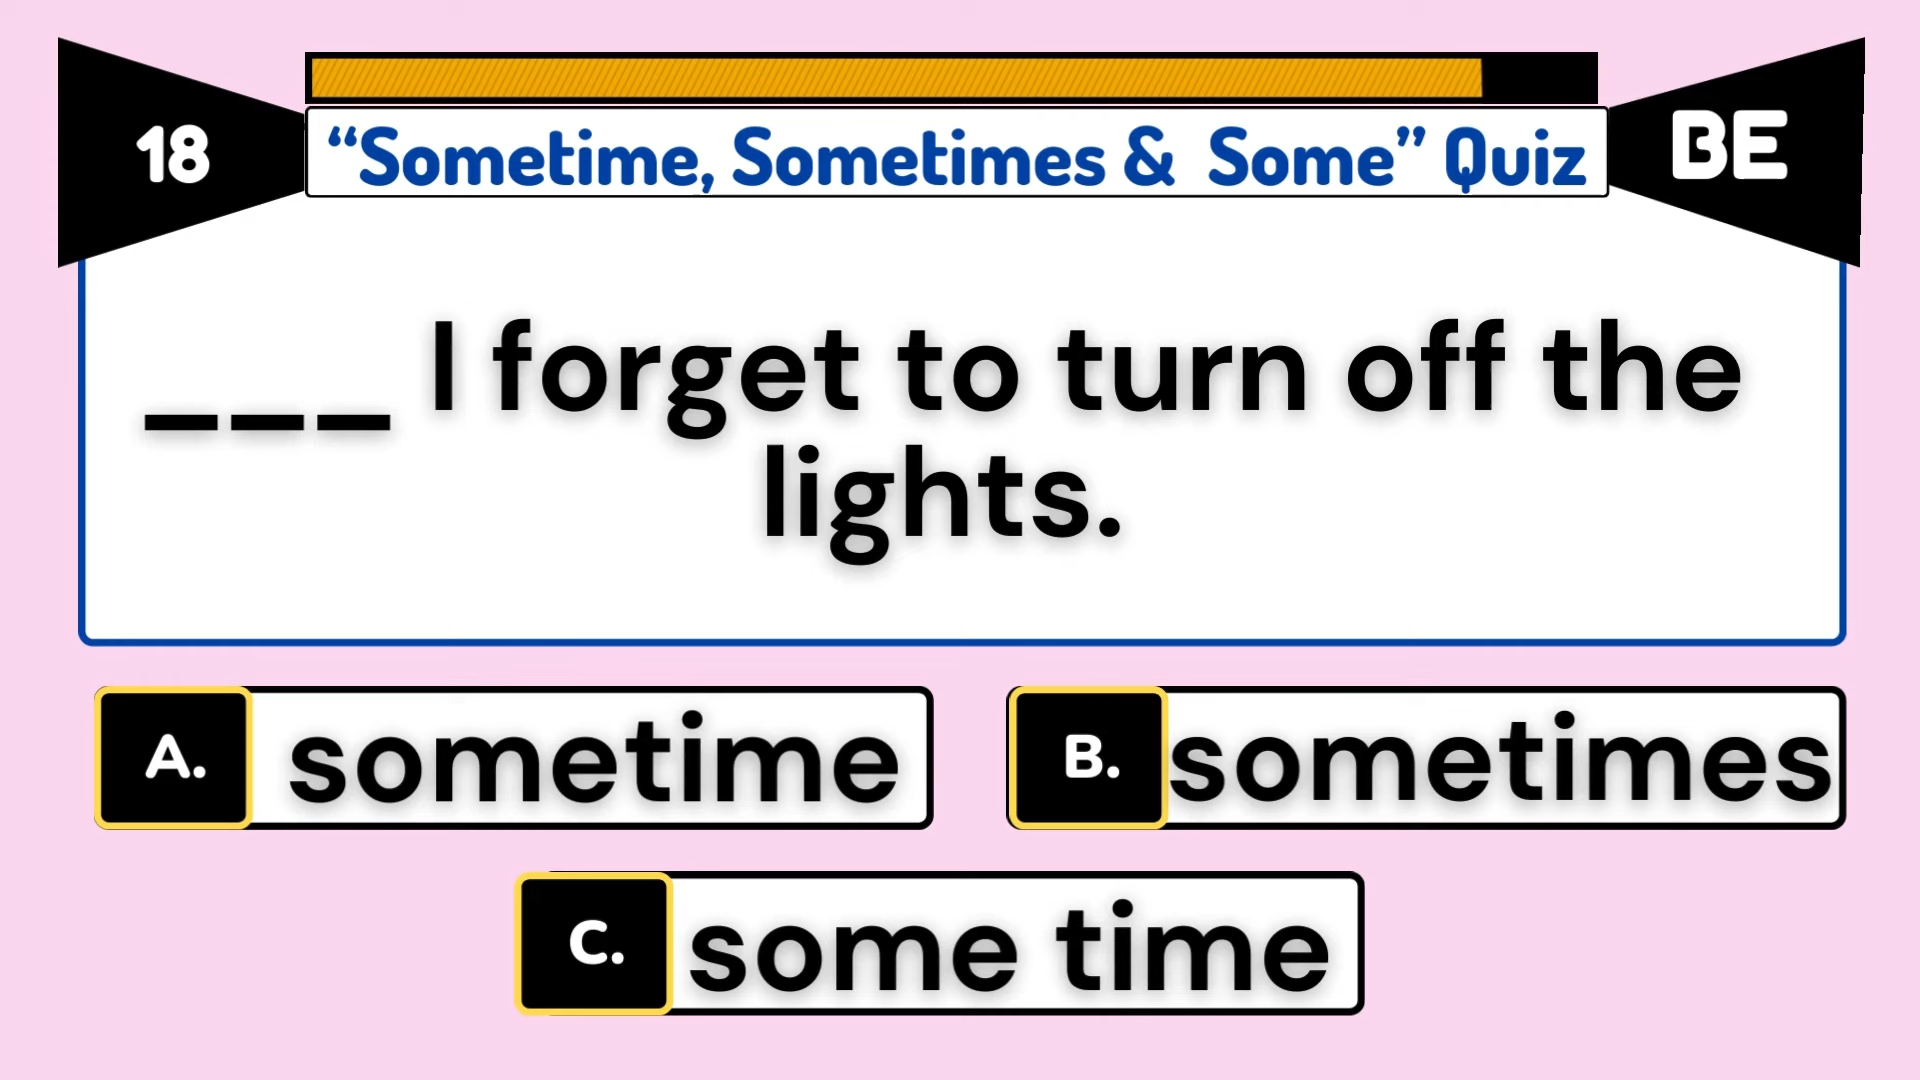 18
“Sometime, Sometimes & Some” Quiz
BE
___ I forget to turn off the
lights.
A. sometime
B. sometimes
C. some time